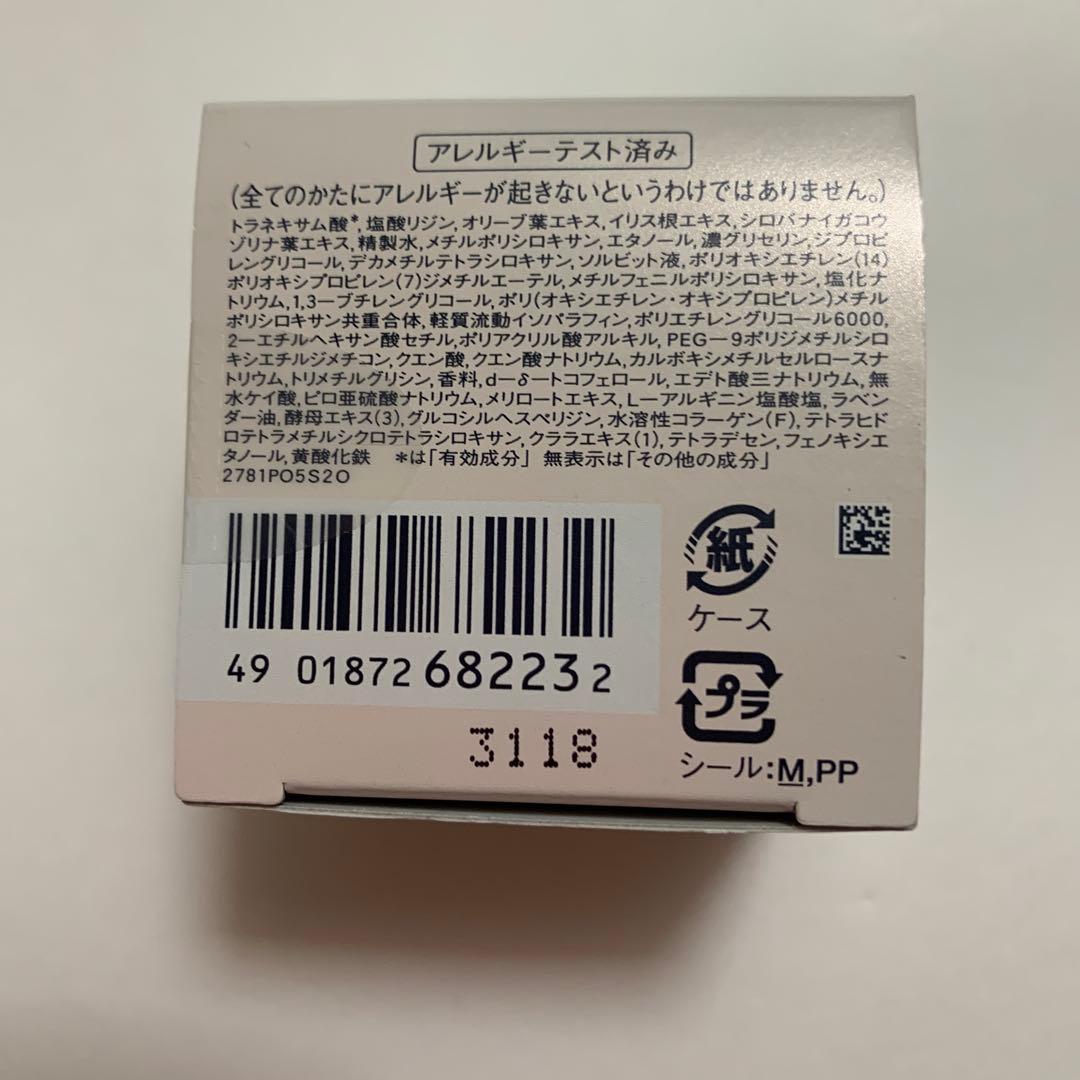 アレルギーテスト済み
(全てのかたにアレルギーが起きないというわけではありません。)
トラネキサム酸*,塩酸リジン,オリーブ葉エキス,イリス根エキス,シロバナイガコウ
ゾリナ葉エキス,精製水,メチルポリシロキサン,エタノール,濃グリセリン,ジプロピ
レングリコール,デカメチルテトラシロキサン,ソルビット液,ポリオキシエチレン(14)
ポリオキシプロピレン(7)ジメチルエーテル,メチルフェニルポリシロキサン,塩化ナ
トリウム,1,3-ブチレングリコール,ポリ(オキシエチレン・オキシプロピレン)メチル
ポリシロキサン共重合体,軽質流動イソパラフィン,ポリエチレングリコール6000,
2-エチルヘキサン酸セチル,ポリアクリル酸アルキル,PEG-9ポリジメチルシロ
キシエチルジメチコン,クエン酸,クエン酸ナトリウム,カルボキシメチルセルロースナ
トリウム,トリメチルグリシン,香料,d-δ-トコフェロール,エデト酸三ナトリウム,無
水ケイ酸,ピロ亜硫酸ナトリウム,メリロートエキス,L-アルギニン塩酸塩,ラベン
ダー油,酵母エキス(3),グルコシルヘスペリジン,水溶性コラーゲン(F),テトラヒド
ロテトラメチルシクロテトラシロキサン,クララエキス(1),テトラデセン,フェノキシエ
タノール,黄酸化鉄 *は「有効成分」 無表示は「その他の成分」
2781PO5S2O
紙
ケース
49 01872 68223 2
プラ
シール:M,PP
3118